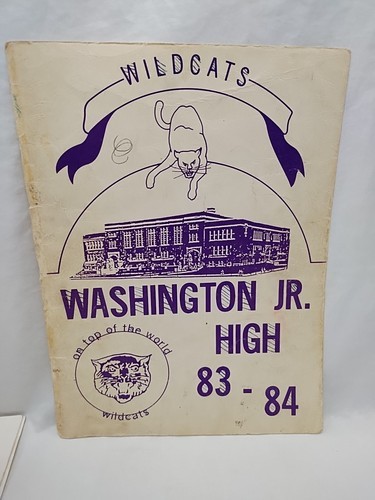 WILDCATS
WASHINGTON JR.
HIGH
on top of the world
wildcats
83 - 84